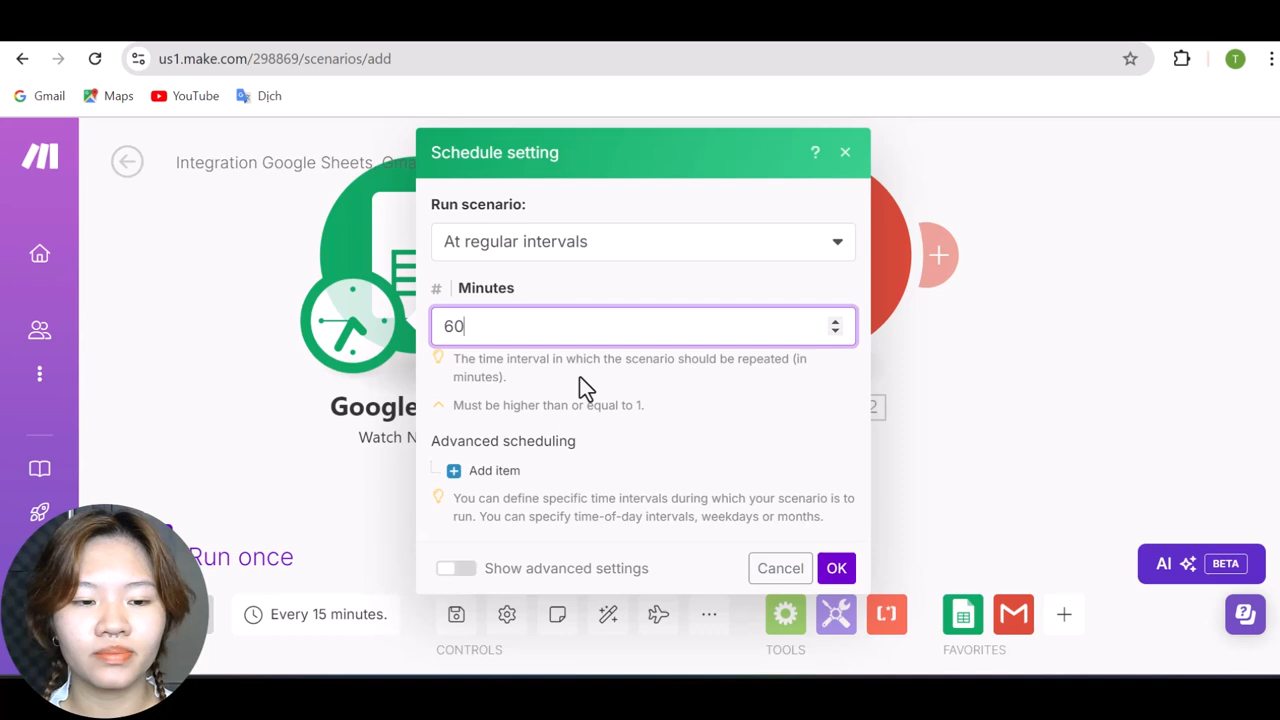 us1.make.com/298869/scenarios/add
T
Gmail
Maps
YouTube
Dịch
Integration Google Sheets,
Schedule setting
?
Run scenario:
At regular intervals
# Minutes
60
The time interval in which the scenario should be repeated (in
minutes).
Must be higher than or equal to 1.
Advanced scheduling
Add item
You can define specific time intervals during which your scenario is to
run. You can specify time-of-day intervals, weekdays or months.
Show advanced settings
Cancel
OK
Google
Watch N
2
Run once
Every 15 minutes.
AI
BETA
CONTROLS
TOOLS
FAVORITES